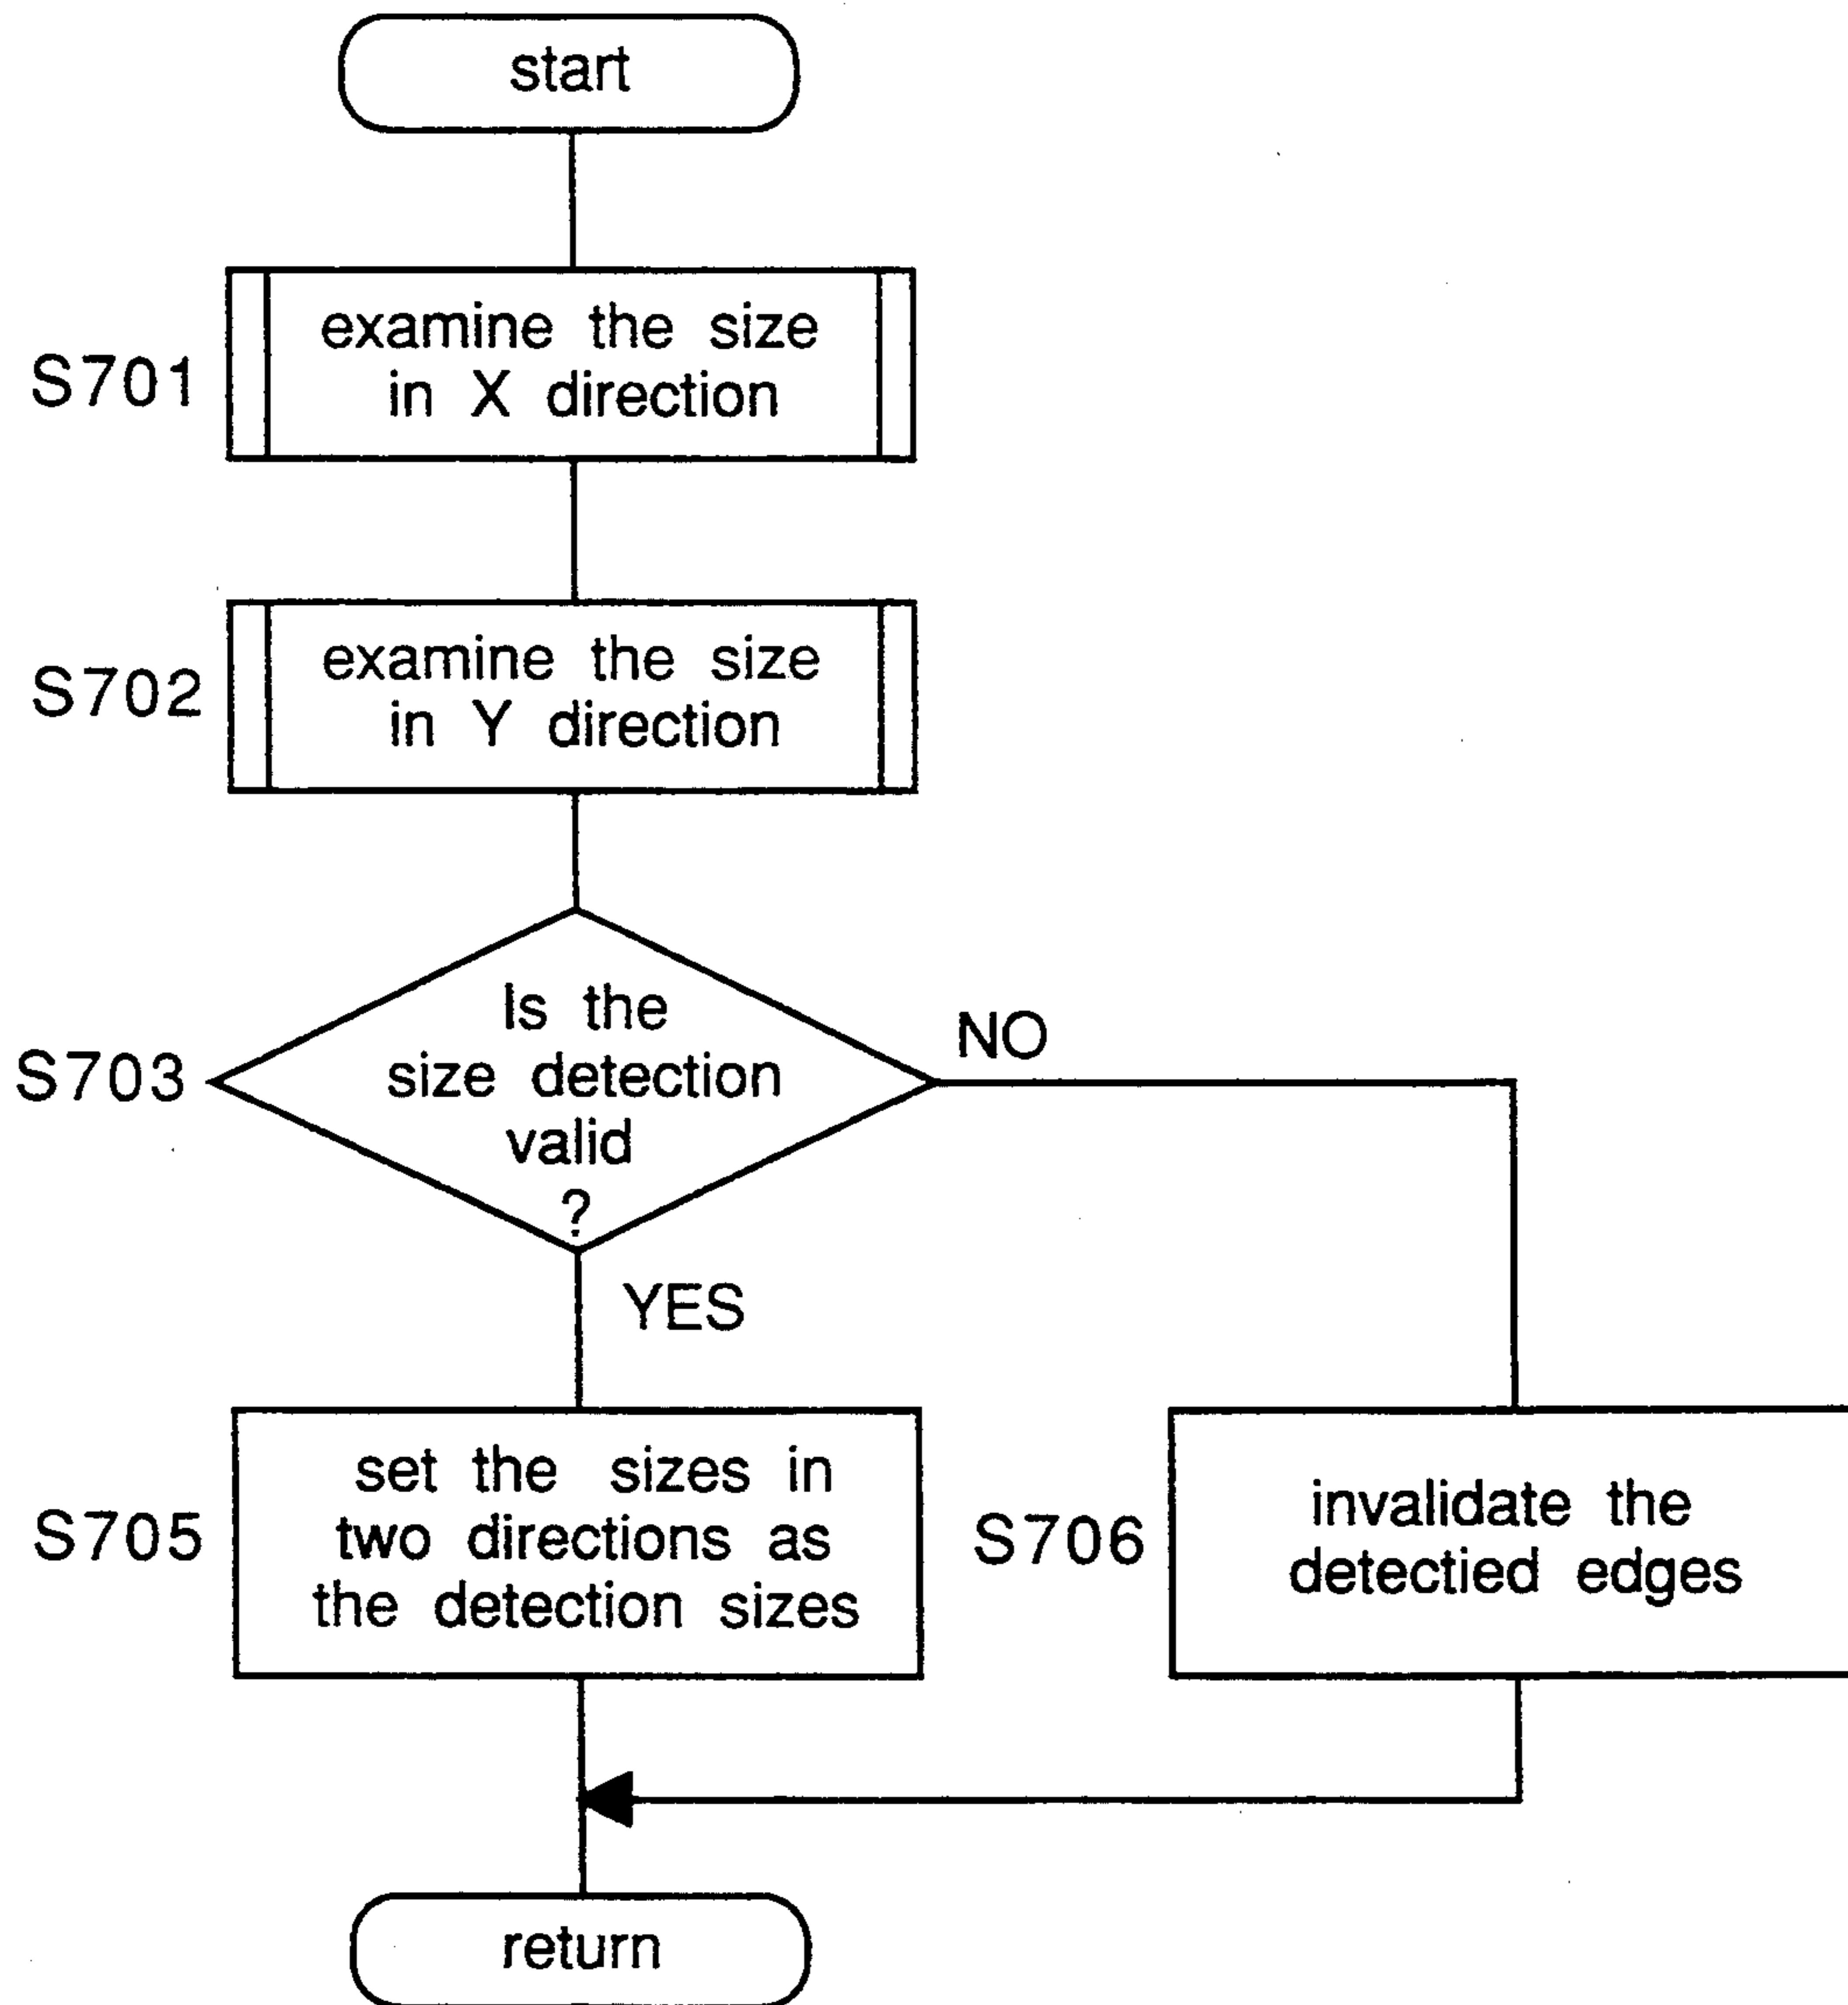 start
S701
examine the size
in X direction
S702
examine the size
in Y direction
S703
Is the
size detection
valid
?
NO
YES
S705
set the sizes in
two directions as
the detection sizes
S706
invalidate the
detectied edges
return